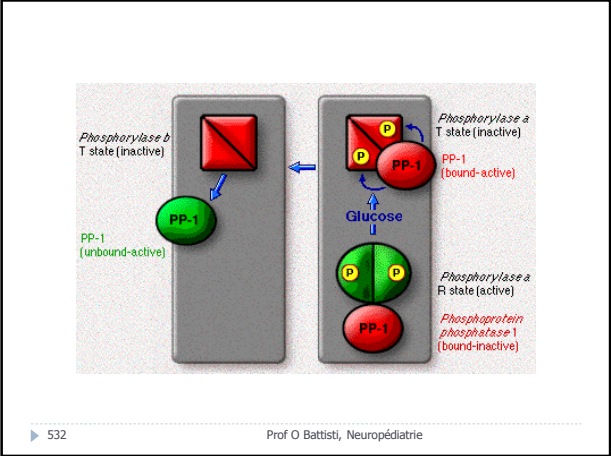 Phosphorylase b
T state (inactive)
PP-1
PP-1
(unbound-active)
P
P
PP-1
Phosphorylase a
T state (inactive)
PP-1
(bound-active)
Glucose
P
P
Phosphorylase a
R state (active)
PP-1
Phosphoprotein
phosphatase 1
(bound-inactive)
532
Prof O Battisti, Neuropédiatrie